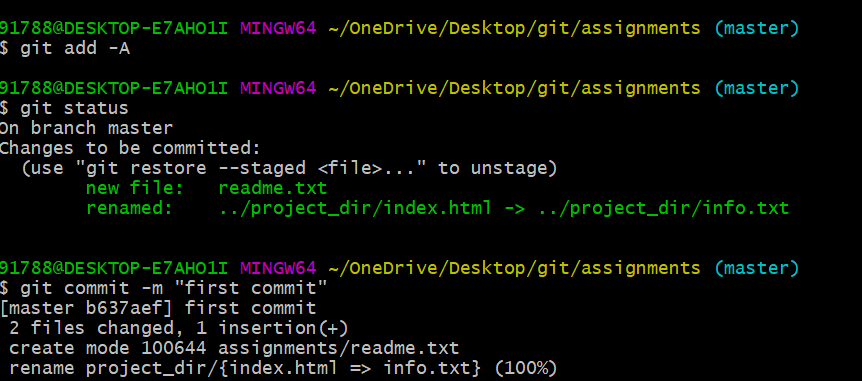 91788@DESKTOP-E7AHO1I MINGW64 ~/OneDrive/Desktop/git/assignments (master)
$ git add -A
91788@DESKTOP-E7AHO1I MINGW64 ~/OneDrive/Desktop/git/assignments (master)
$ git status
On branch master
Changes to be committed:
  (use "git restore --staged <file>..." to unstage)
        new file:   readme.txt
        renamed:    ../project_dir/index.html -> ../project_dir/info.txt
91788@DESKTOP-E7AHO1I MINGW64 ~/OneDrive/Desktop/git/assignments (master)
$ git commit -m "first commit"
[master b637aef] first commit
 2 files changed, 1 insertion(+)
 create mode 100644 assignments/readme.txt
 rename project_dir/{index.html => info.txt} (100%)